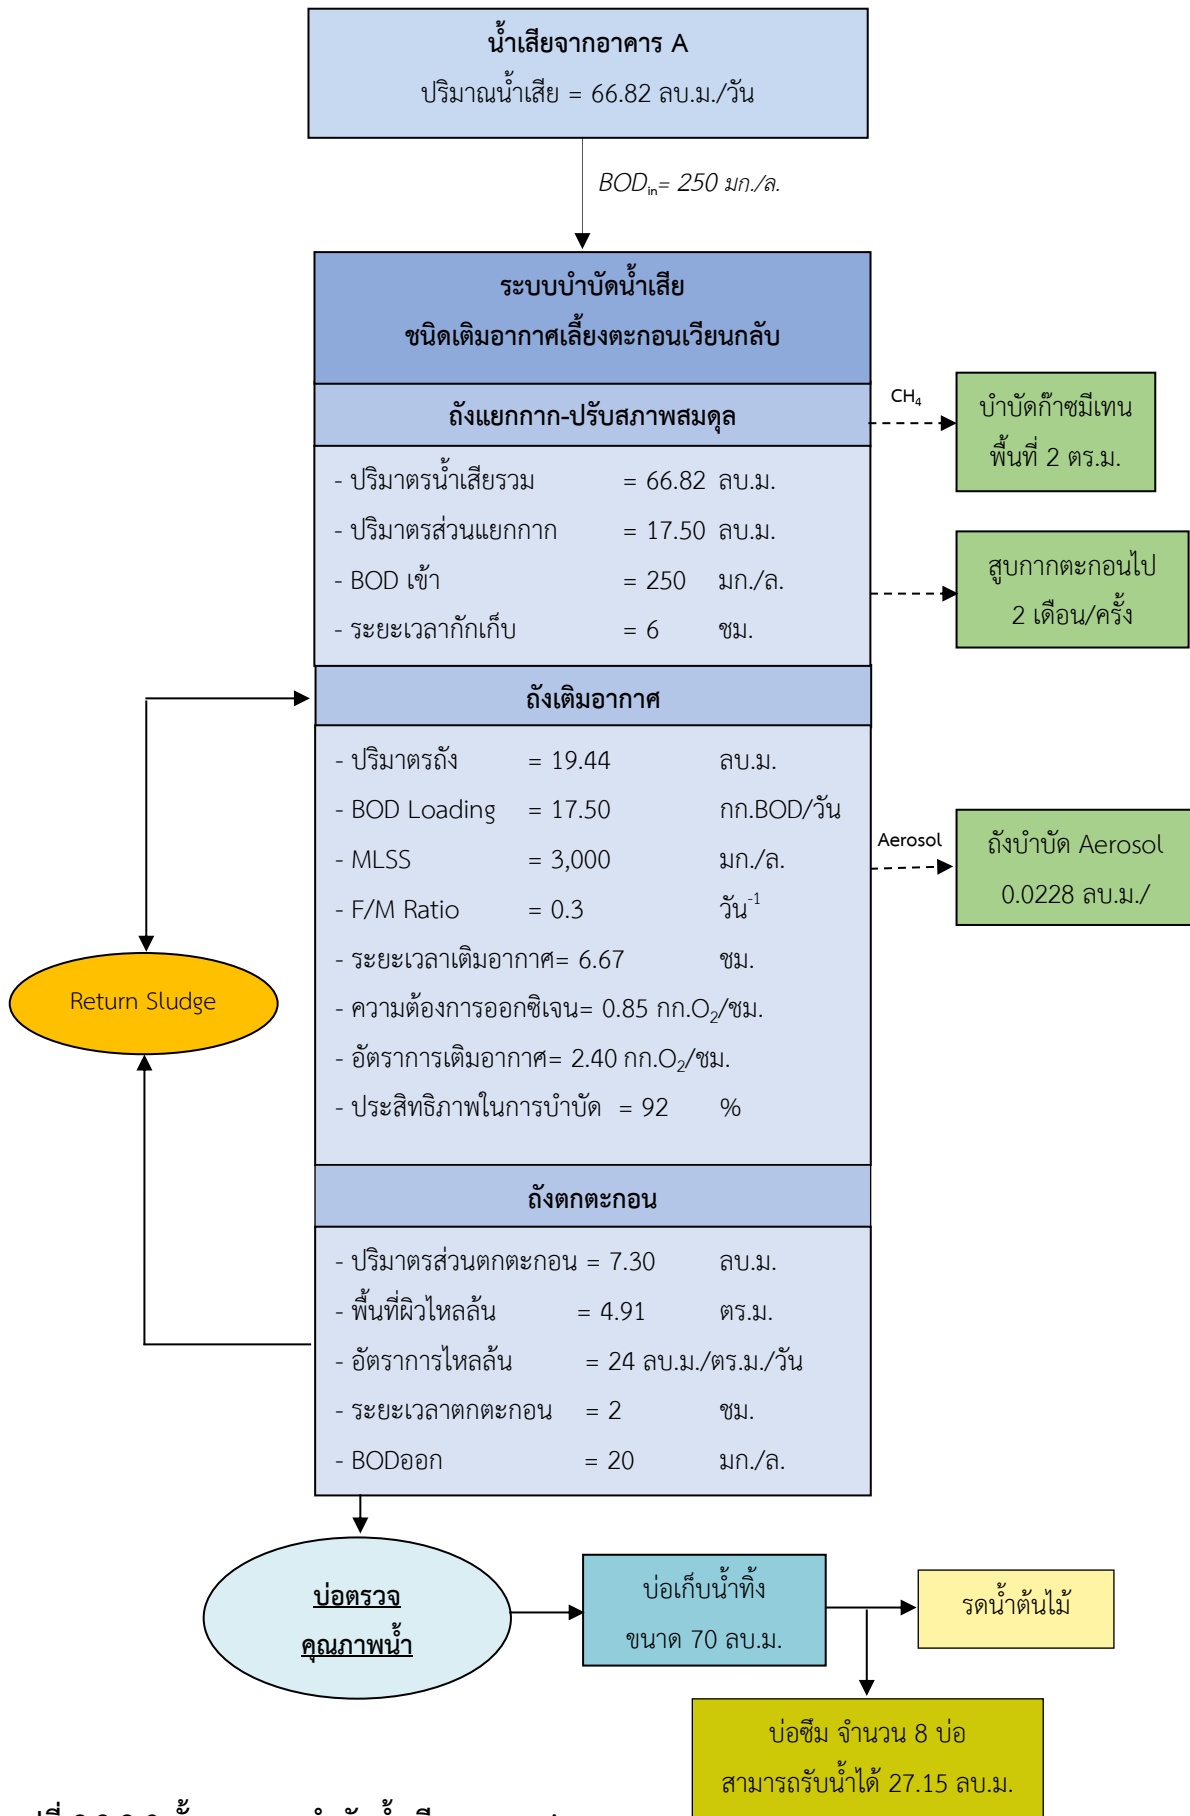 น้ำเสียจากอาคาร A
ปริมาณน้ำเสีย = 66.82 ลบ.ม./วัน
BODin= 250 มก./ล.
ระบบบำบัดน้ำเสีย
ชนิดเติมอากาศเลี้ยงตะกอนเวียนกลับ
ถังแยกกาก-ปรับสภาพสมดุล
- ปริมาตรน้ำเสียรวม = 66.82 ลบ.ม.
- ปริมาตรส่วนแยกกาก = 17.50 ลบ.ม.
- BOD เข้า = 250 มก./ล.
- ระยะเวลากักเก็บ = 6 ชม.
CH₄
บำบัดก๊าซมีเทน
พื้นที่ 2 ตร.ม.
สูบกากตะกอนไป
2 เดือน/ครั้ง
ถังเติมอากาศ
- ปริมาตรถัง = 19.44 ลบ.ม.
- BOD Loading = 17.50 กก.BOD/วัน
- MLSS = 3,000 มก./ล.
- F/M Ratio = 0.3 วัน⁻¹
- ระยะเวลาเติมอากาศ= 6.67 ชม.
- ความต้องการออกซิเจน= 0.85 กก.O₂/ชม.
- อัตราการเติมอากาศ= 2.40 กก.O₂/ชม.
- ประสิทธิภาพในการบำบัด = 92 %
Aerosol
ถังบำบัด Aerosol
0.0228 ลบ.ม./
Return Sludge
ถังตกตะกอน
- ปริมาตรส่วนตกตะกอน = 7.30 ลบ.ม.
- พื้นที่ผิวไหลล้น = 4.91 ตร.ม.
- อัตราการไหลล้น = 24 ลบ.ม./ตร.ม./วัน
- ระยะเวลาตกตะกอน = 2 ชม.
- BODออก = 20 มก./ล.
บ่อตรวจ
คุณภาพน้ำ
บ่อเก็บน้ำทิ้ง
ขนาด 70 ลบ.ม.
รดน้ำต้นไม้
บ่อซึม จำนวน 8 บ่อ
สามารถรับน้ำได้ 27.15 ลบ.ม.